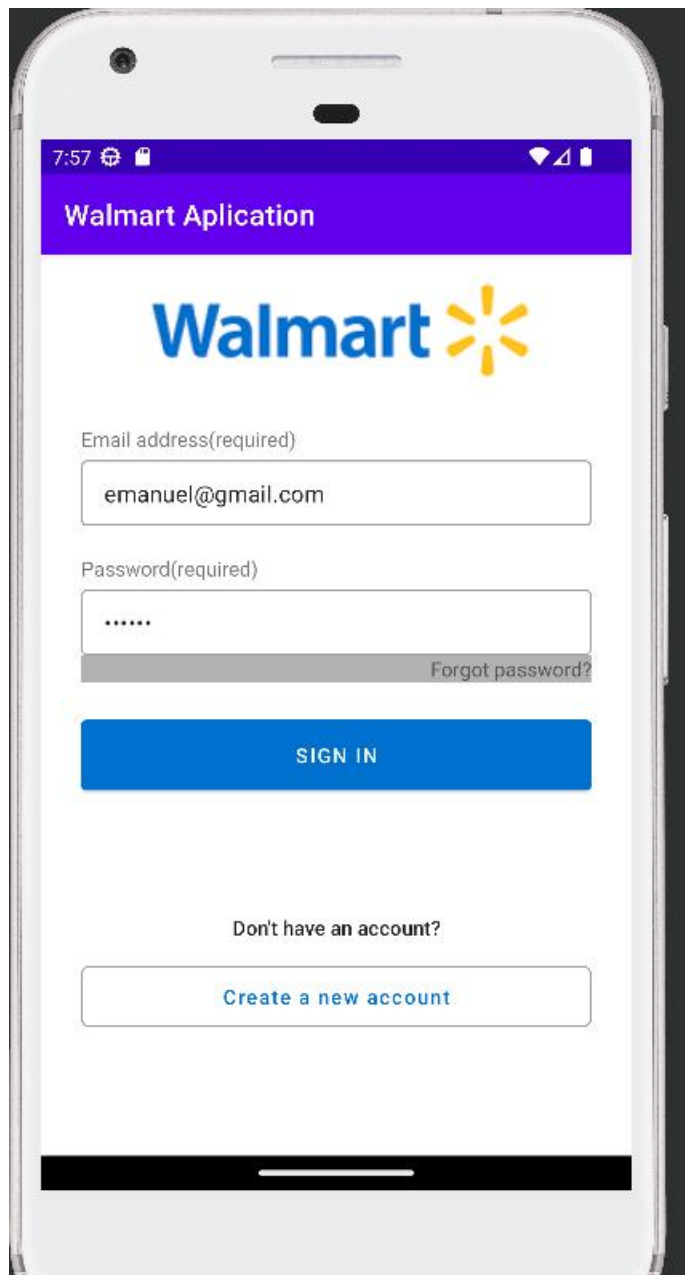 7:57
Walmart Aplication
Walmart
Email address(required)
emanuel@gmail.com
Password(required)
••••••
Forgot password?
SIGN IN
Don't have an account?
Create a new account